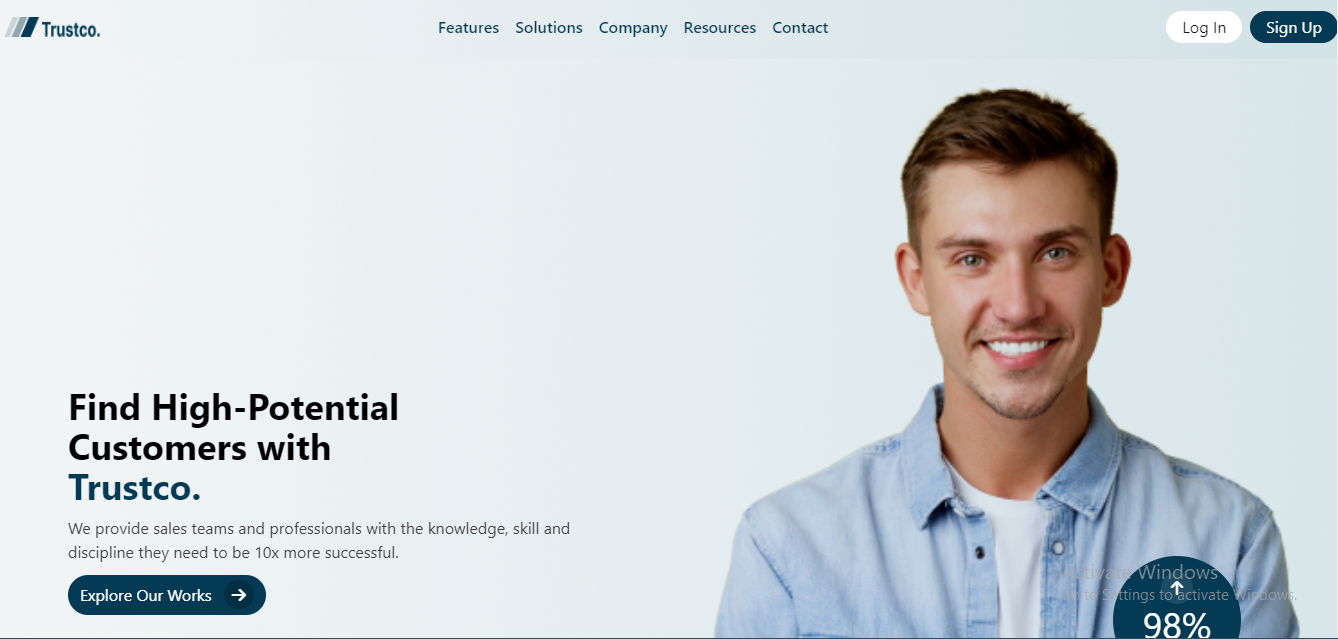 Trustco.
Features Solutions Company Resources Contact
Log In
Sign Up
Find High-Potential
Customers with
Trustco.
We provide sales teams and professionals with the knowledge, skill and
discipline they need to be 10x more successful.
Explore Our Works
Activate Windows
Go to Settings to activate Windows.
98%